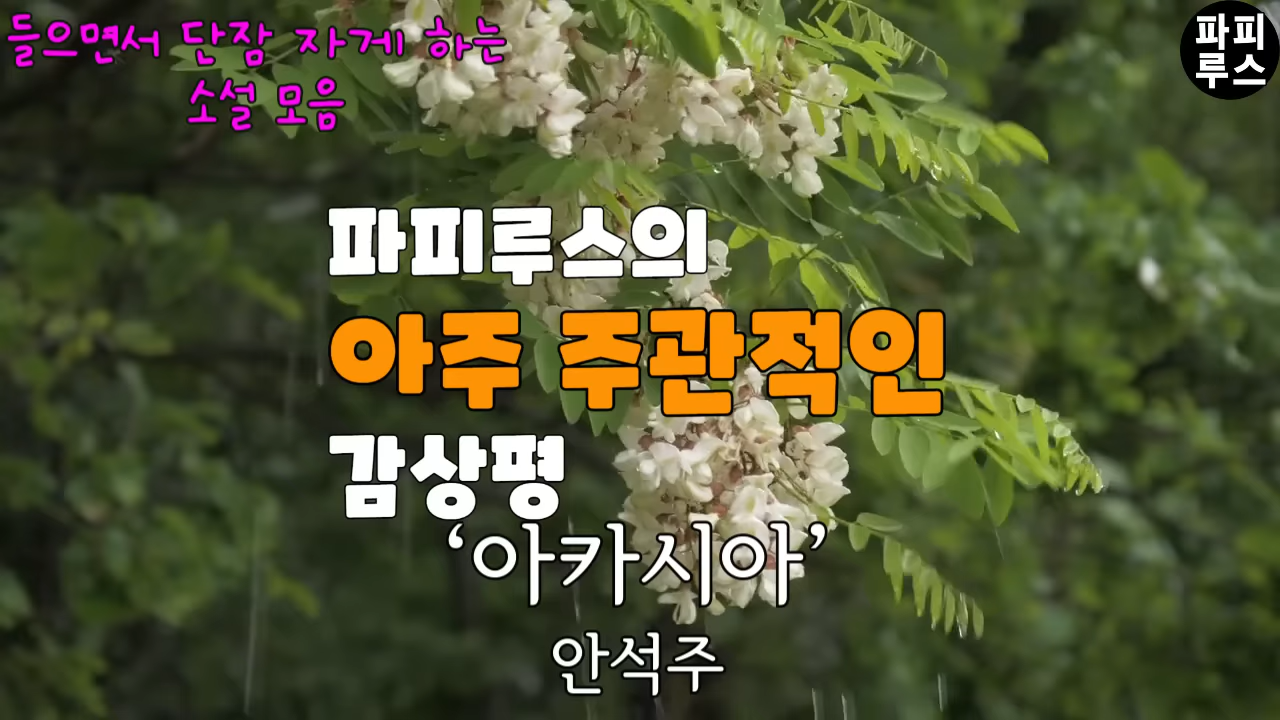 들으면서 단잠 자게 하는
소설 모음
파피
루스
파피루스의
아주 주관적인
감상평
‘아카시아’
안석주